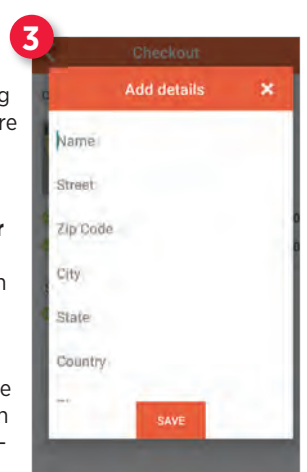 3
Checkout
Add details ×
Name
Street
Zip Code
City
State
Country
SAVE